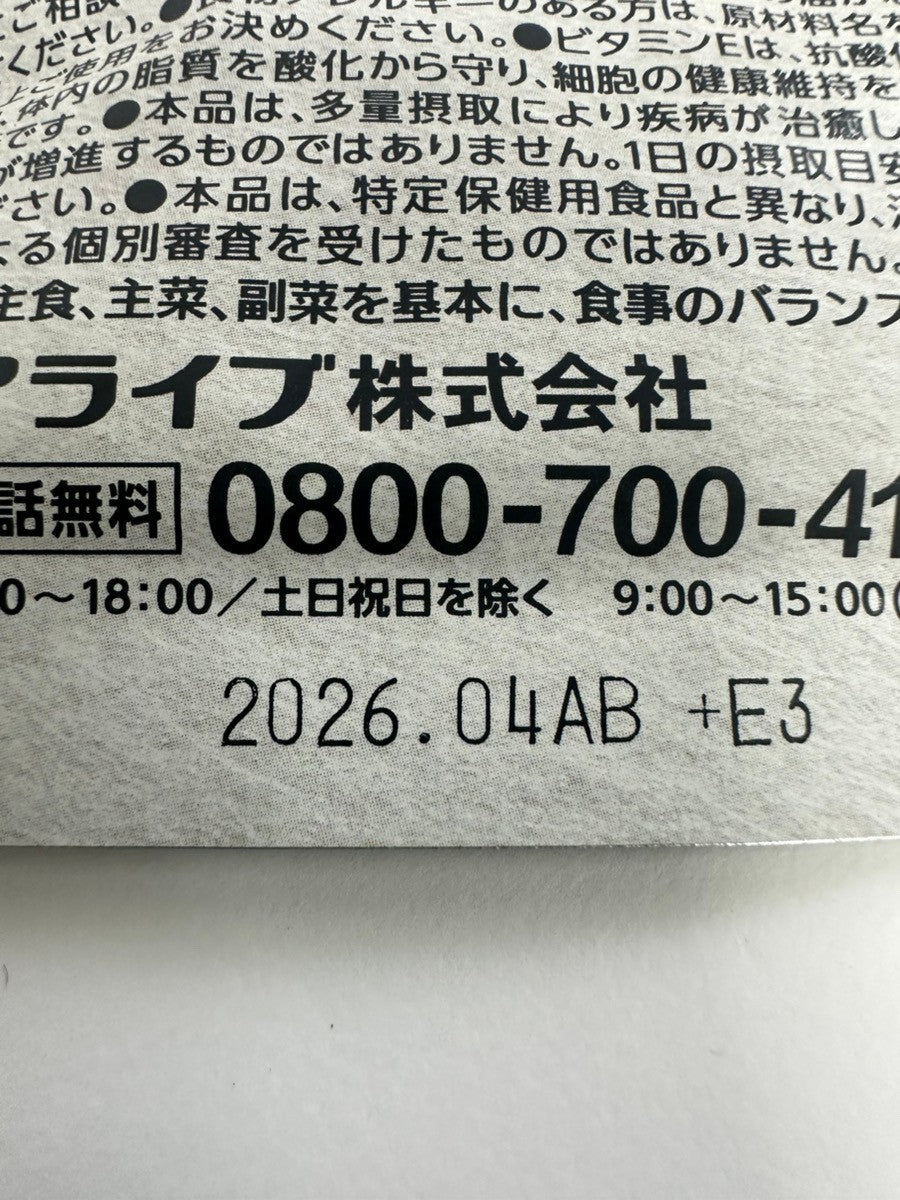 ご相談
ください。●食物アレルギーのある方は、原材料名を
上ご使用をお決めください。●ビタミンEは、抗酸化
体内の脂質を酸化から守り、細胞の健康維持を
です。●本品は、多量摂取により疾病が治癒し
が増進するものではありません。1日の摂取目安
ださい。●本品は、特定保健用食品と異なり、
よる個別審査を受けたものではありません。
主食、主菜、副菜を基本に、食事のバランス
アライブ株式会社
話無料 0800-700-41
0～18:00／土日祝日を除く 9:00～15:00(
2026.04AB +E3